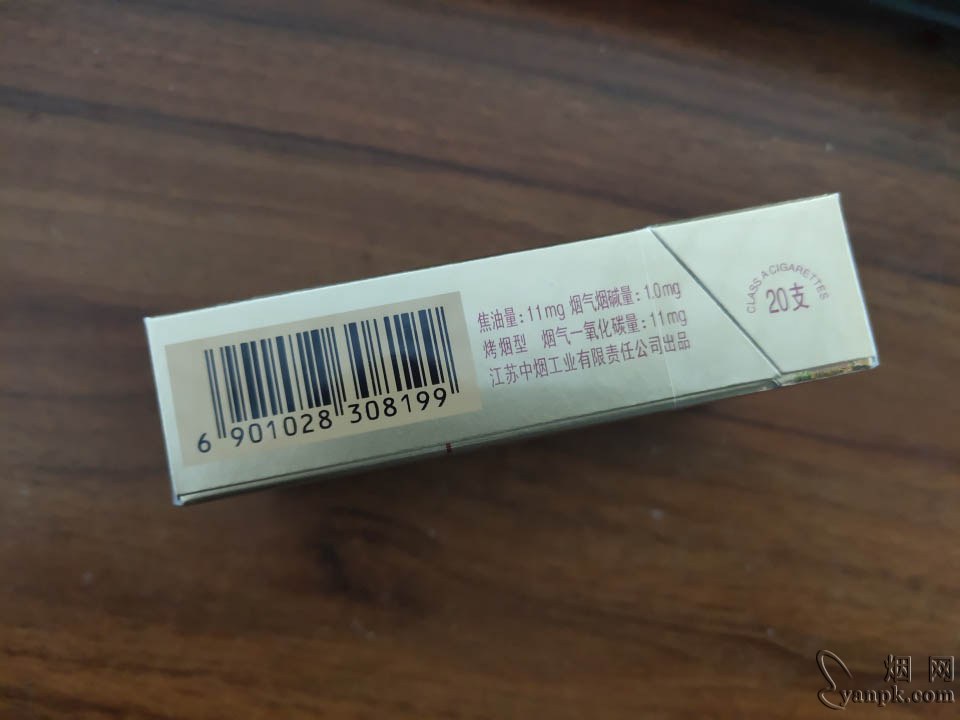 焦油量:11mg 烟气烟碱量:1.0mg
烤烟型 烟气一氧化碳量:11mg
江苏中烟工业有限责任公司出品
CLASS A CIGARETTES
20支
6 901028 308199
烟网
yanpk.com